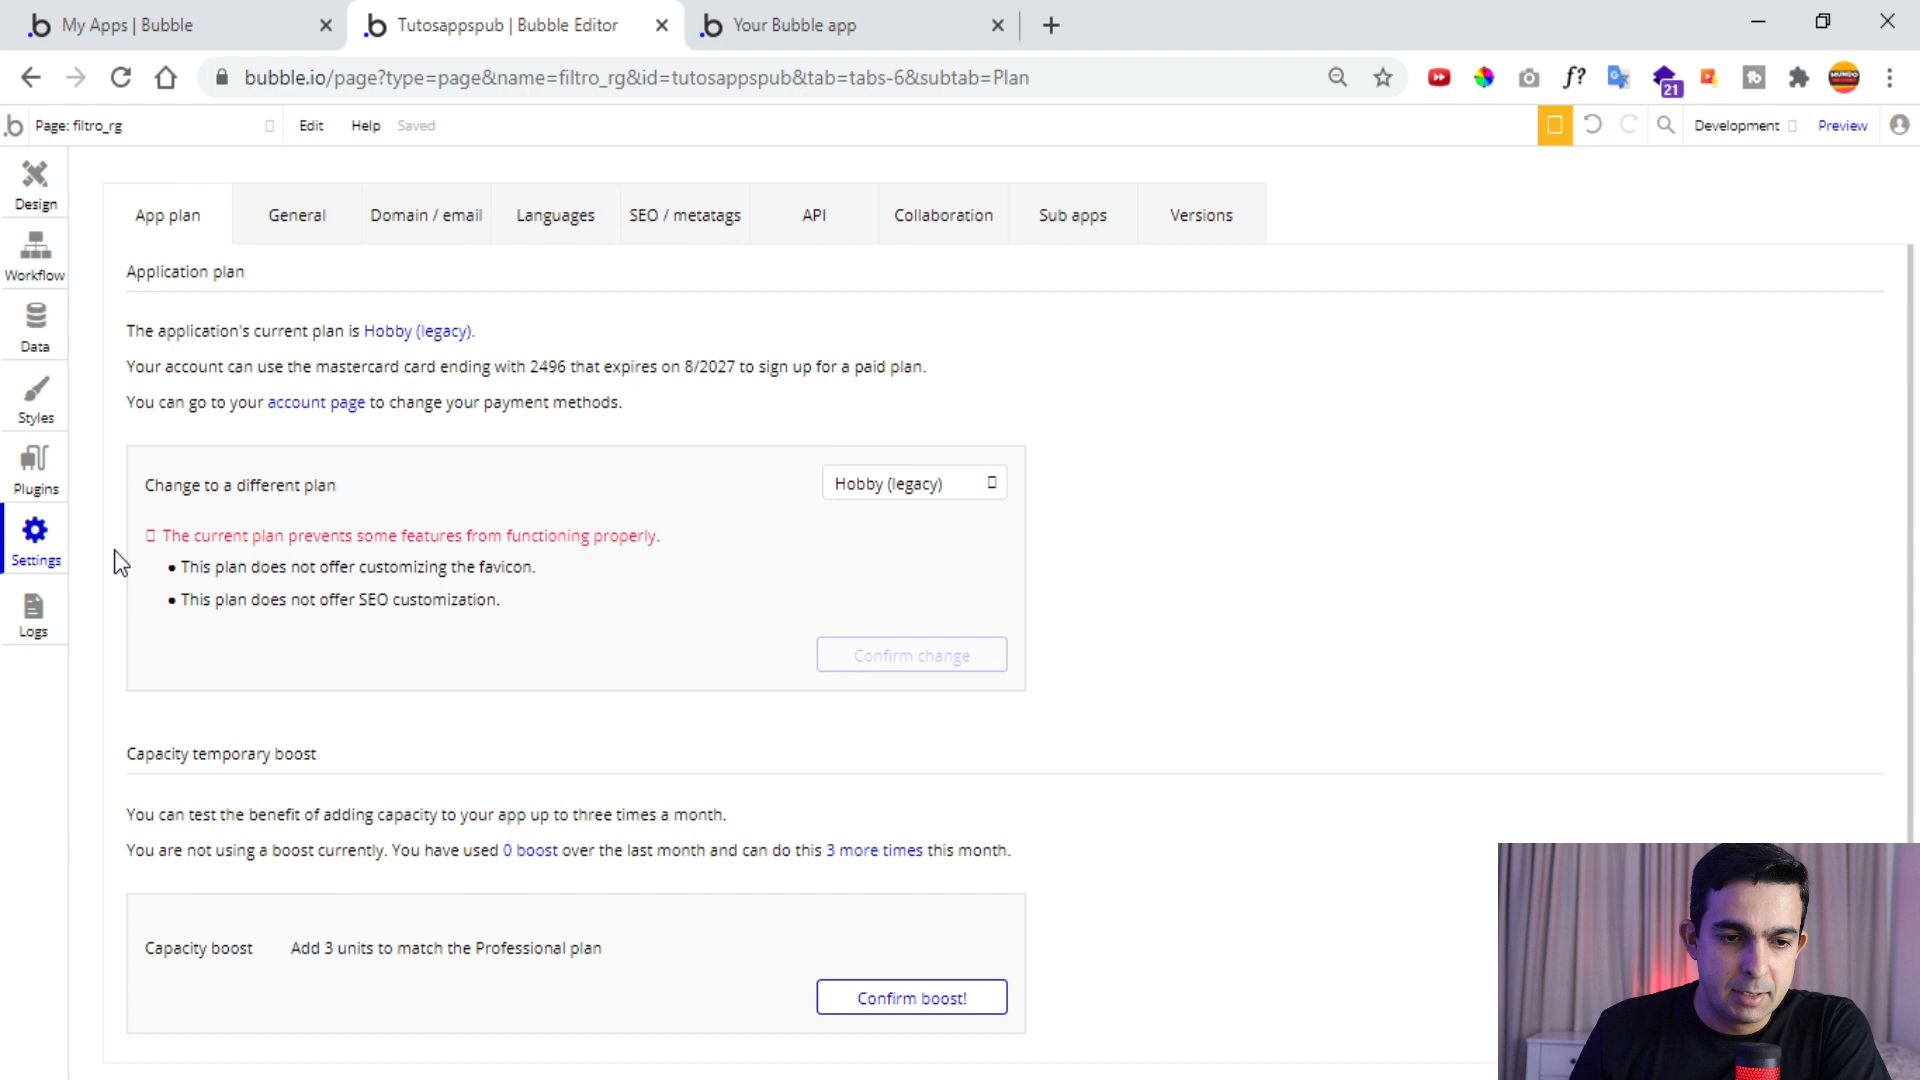 My Apps | Bubble
Tutosappspub | Bubble Editor
Your Bubble app
bubble.io/page?type=page&name=filtro_rg&id=tutosappspub&tab=tabs-6&subtab=Plan
f?
21
Page: filtro_rg
Edit
Help
Saved
Development
Preview
Design
Workflow
Data
Styles
Plugins
Settings
Logs
App plan
General
Domain / email
Languages
SEO / metatags
API
Collaboration
Sub apps
Versions
Application plan
The application's current plan is Hobby (legacy).
Your account can use the mastercard card ending with 2496 that expires on 8/2027 to sign up for a paid plan.
You can go to your account page to change your payment methods.
Change to a different plan
Hobby (legacy)
The current plan prevents some features from functioning properly.
• This plan does not offer customizing the favicon.
• This plan does not offer SEO customization.
Confirm change
Capacity temporary boost
You can test the benefit of adding capacity to your app up to three times a month.
You are not using a boost currently. You have used 0 boost over the last month and can do this 3 more times this month.
Capacity boost
Add 3 units to match the Professional plan
Confirm boost!